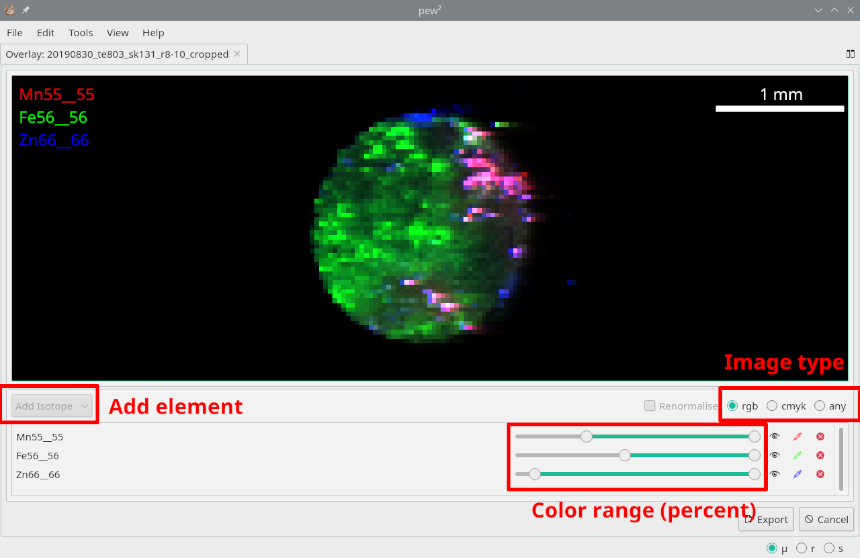 pew²
File Edit Tools View Help
Overlay: 20190830_te803_sk131_r8-10_cropped
Mn55__55
Fe56__56
Zn66__66
1 mm
Image type
Add Isotope
Add element
Renormalise
rgb cmyk any
Mn55__55
Fe56__56
Zn66__66
Color range (percent)
Export Cancel
μ r s